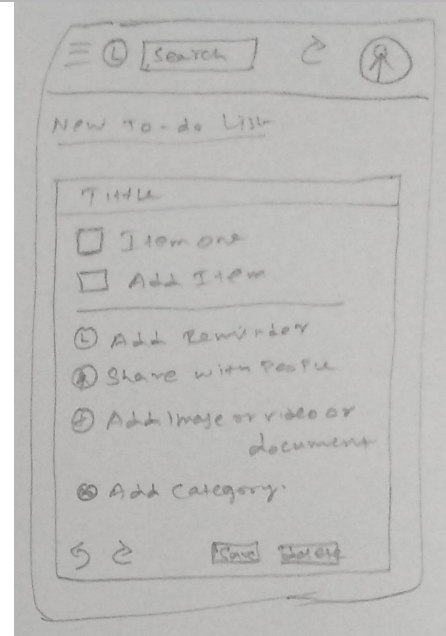 L Search
New To-do List
Title
Item one
Add Item
L Add Reminder
Share with People
+ Add Image or video or
document
Add Category.
Save Delete